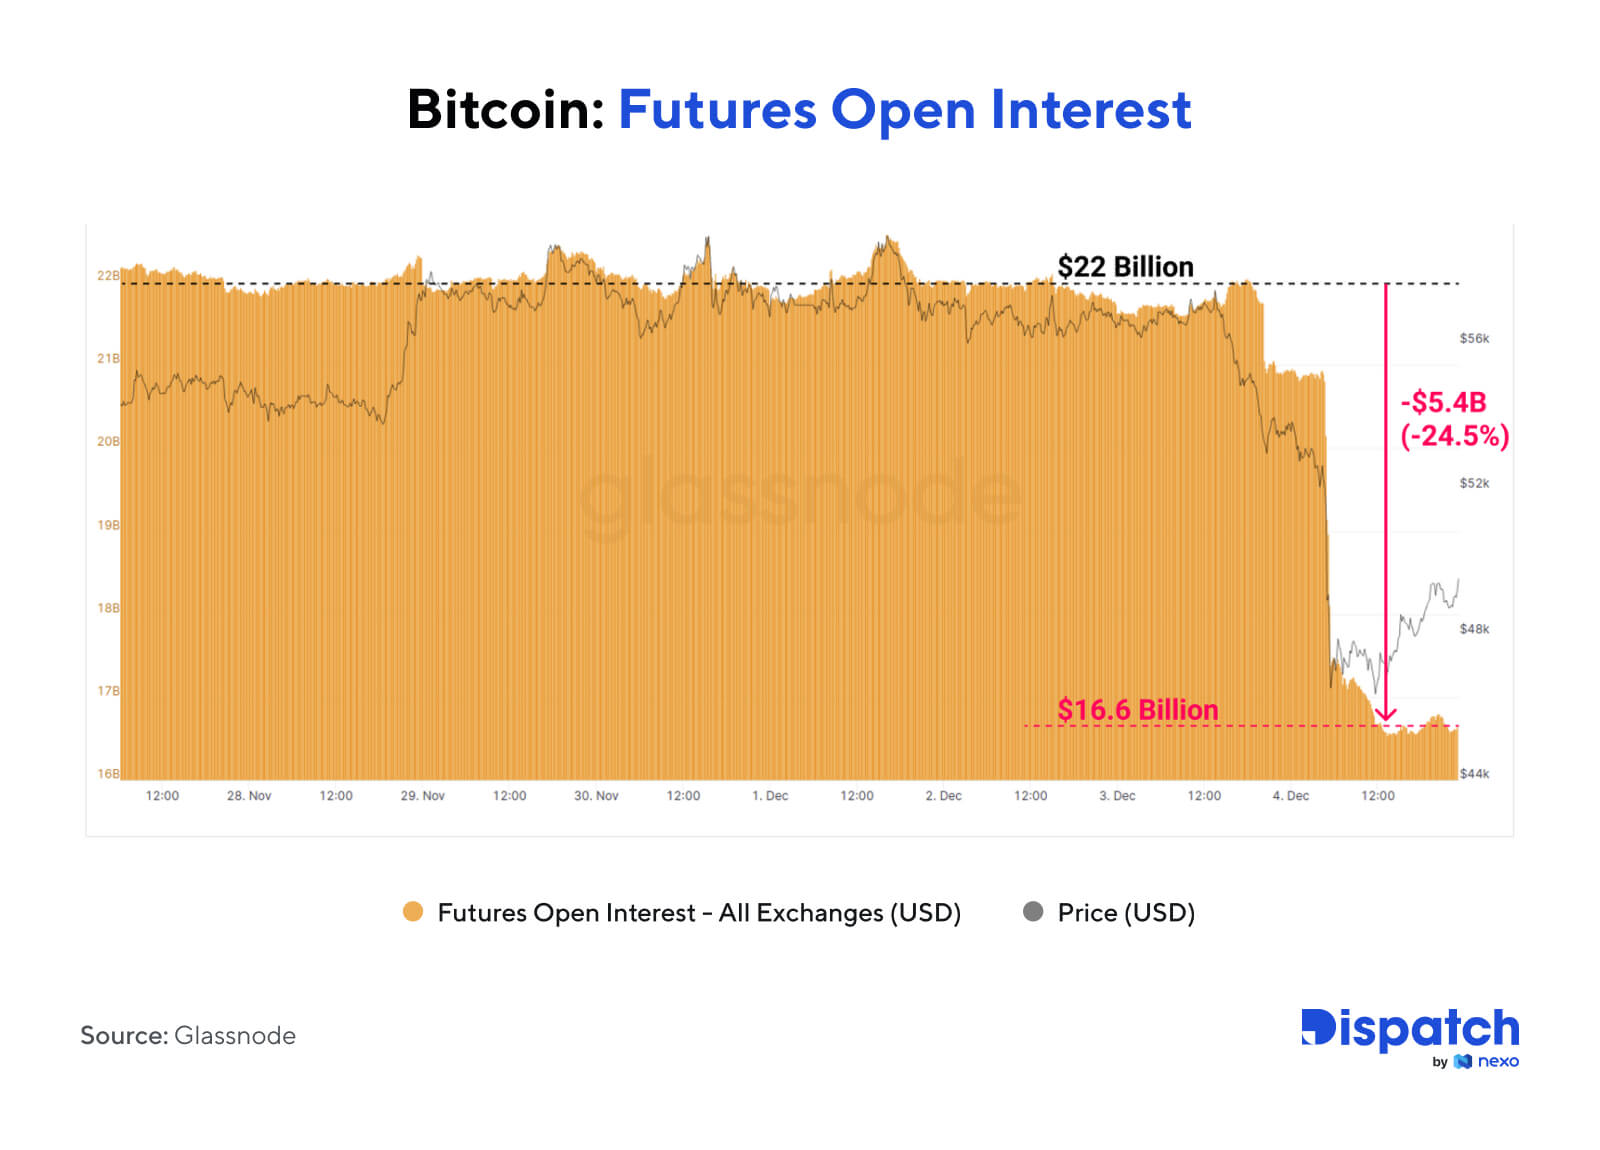 Bitcoin: Futures Open Interest
$22 Billion
22B
21B
20B
19B
18B
17B
16B
$56k
$52k
$48k
$44k
-$5.4B
(-24.5%)
glassnode
$16.6 Billion
12:00 28. Nov 12:00 29. Nov 12:00 30. Nov 12:00 1. Dec 12:00 2. Dec 12:00 3. Dec 12:00 4. Dec 12:00
Futures Open Interest - All Exchanges (USD) Price (USD)
Source: Glassnode
Dispatch
by nexo